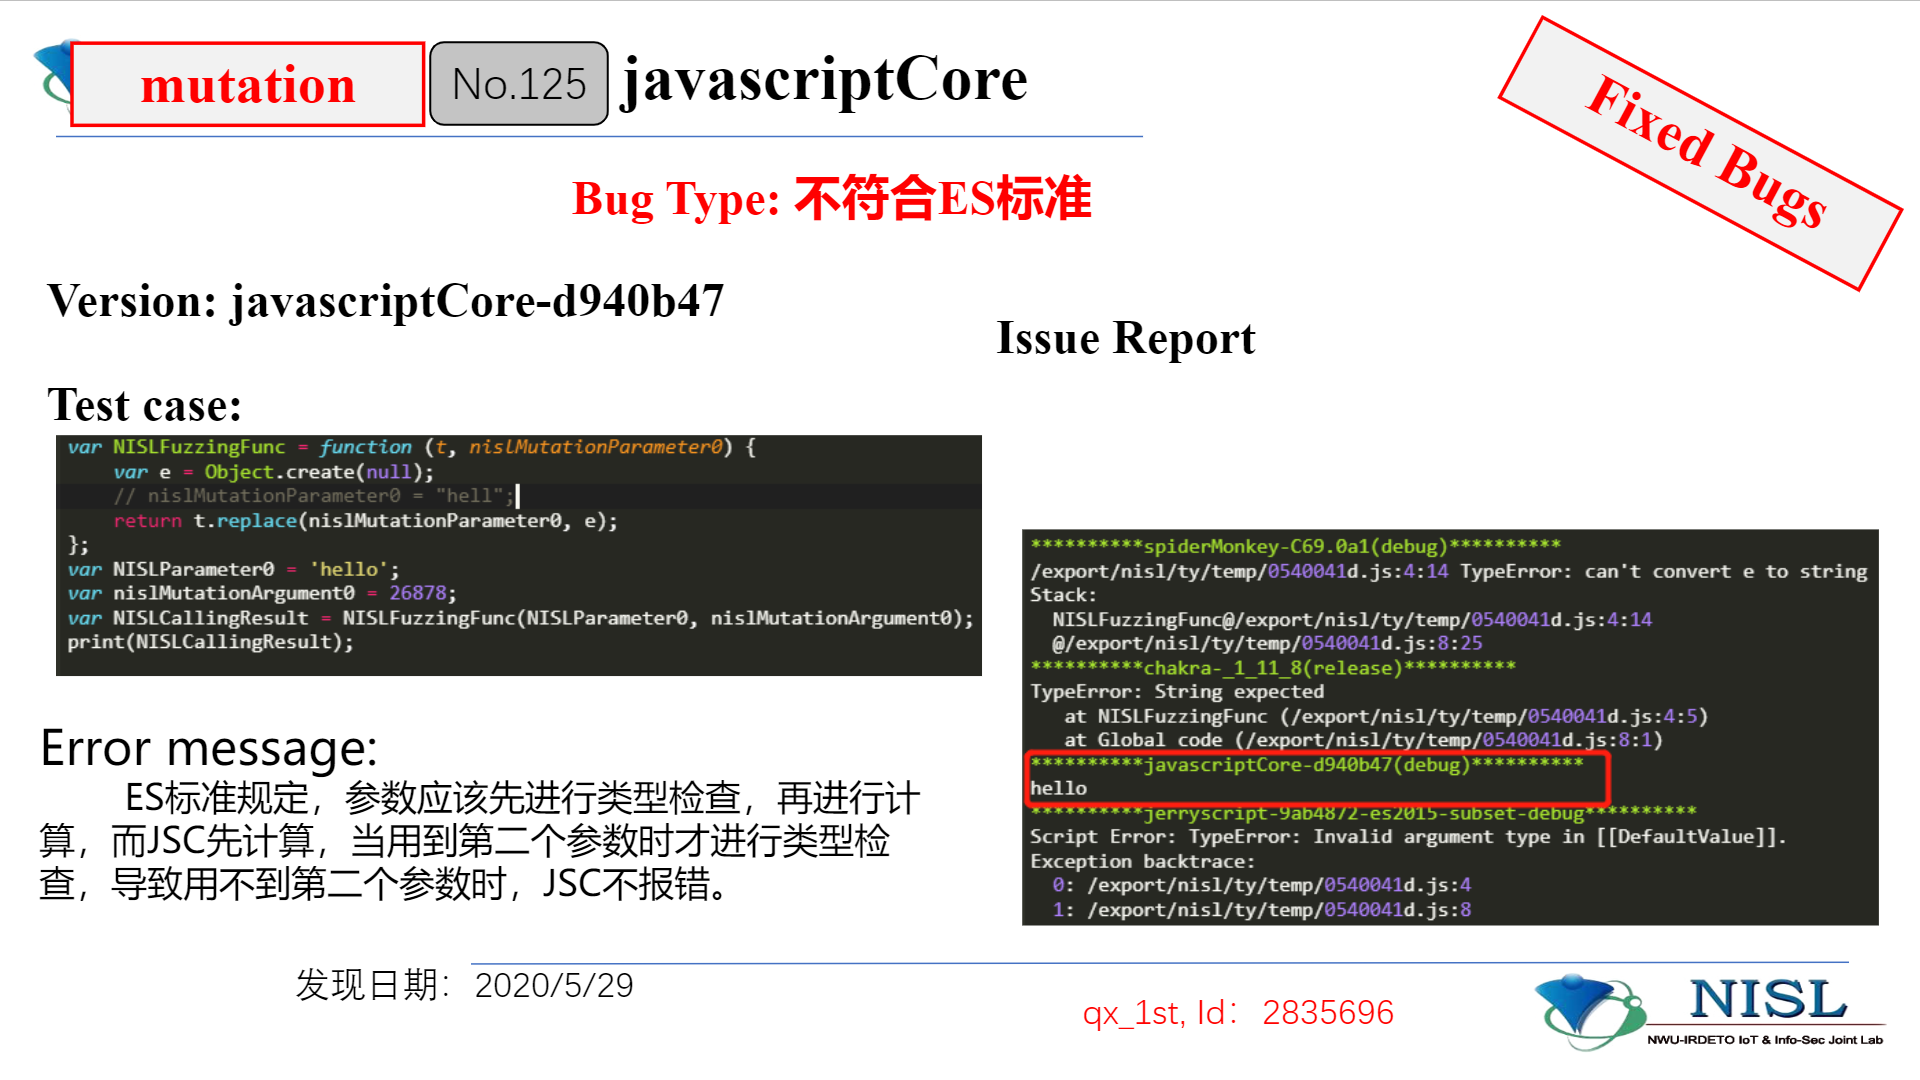 mutation
No.125
javascriptCore
Fixed Bugs
Bug Type: 不符合ES标准
Version: javascriptCore-d940b47
Issue Report
Test case:
var NISLFuzzingFunc = function (t, nislMutationParameter0) {
    var e = Object.create(null);
    // nislMutationParameter0 = "hell";
    return t.replace(nislMutationParameter0, e);
};
var NISLParameter0 = 'hello';
var nislMutationArgument0 = 26878;
var NISLCallingResult = NISLFuzzingFunc(NISLParameter0, nislMutationArgument0);
print(NISLCallingResult);
**********spiderMonkey-C69.0a1(debug)**********
/export/nisl/ty/temp/0540041d.js:4:14 TypeError: can't convert e to string
Stack:
  NISLFuzzingFunc@/export/nisl/ty/temp/0540041d.js:4:14
  @/export/nisl/ty/temp/0540041d.js:8:25
**********chakra-_1_11_8(release)**********
TypeError: String expected
   at NISLFuzzingFunc (/export/nisl/ty/temp/0540041d.js:4:5)
   at Global code (/export/nisl/ty/temp/0540041d.js:8:1)
**********javascriptCore-d940b47(debug)**********
hello
**********jerryscript-9ab4872-es2015-subset-debug**********
Script Error: TypeError: Invalid argument type in [[DefaultValue]].
Exception backtrace:
  0: /export/nisl/ty/temp/0540041d.js:4
  1: /export/nisl/ty/temp/0540041d.js:8
Error message:
ES标准规定，参数应该先进行类型检查，再进行计
算，而JSC先计算，当用到第二个参数时才进行类型检
查，导致用不到第二个参数时，JSC不报错。
发现日期：2020/5/29
qx_1st, Id：2835696
NISL
NWU-IRDETO IoT & Info-Sec Joint Lab